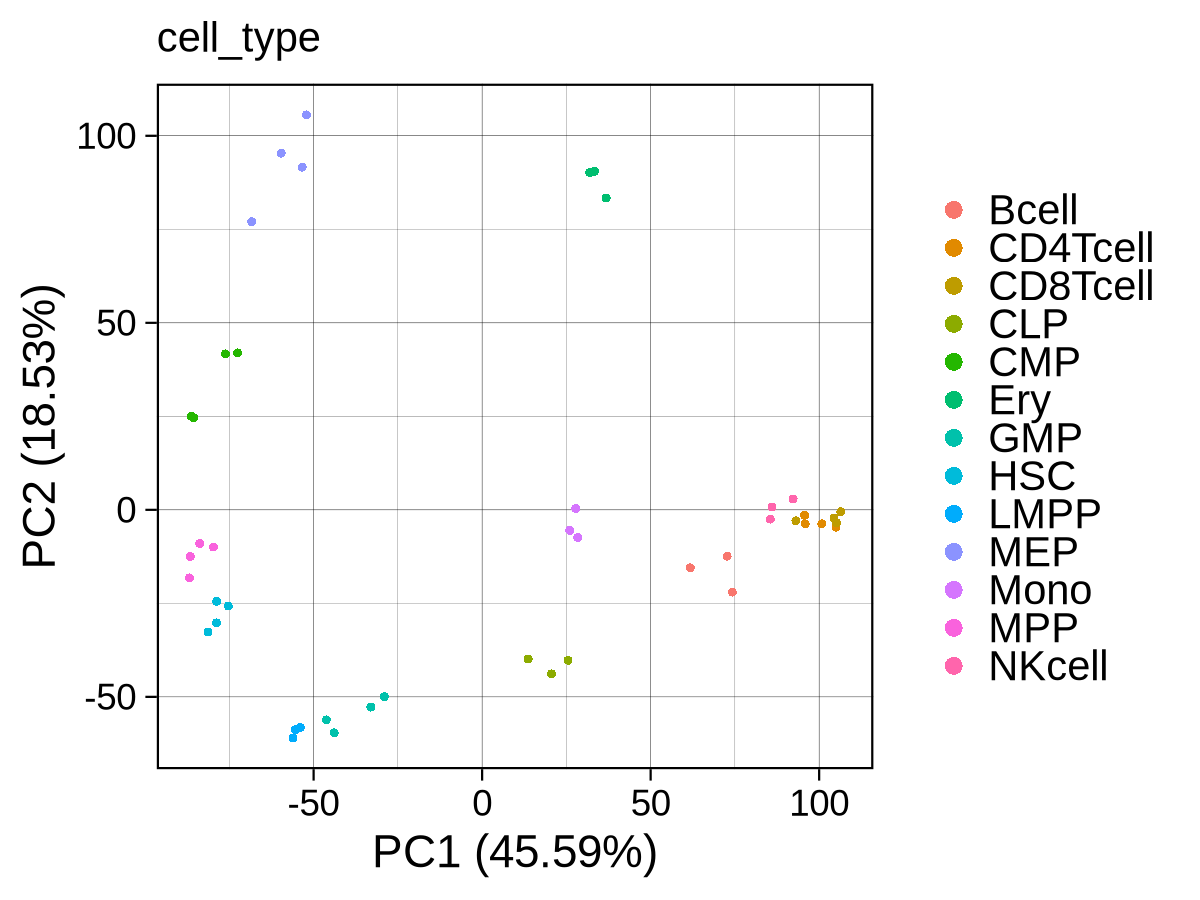 cell_type
100
50
0
-50
PC2 (18.53%)
-50 0 50 100
PC1 (45.59%)
Bcell
CD4Tcell
CD8Tcell
CLP
CMP
Ery
GMP
HSC
LMPP
MEP
Mono
MPP
NKcell